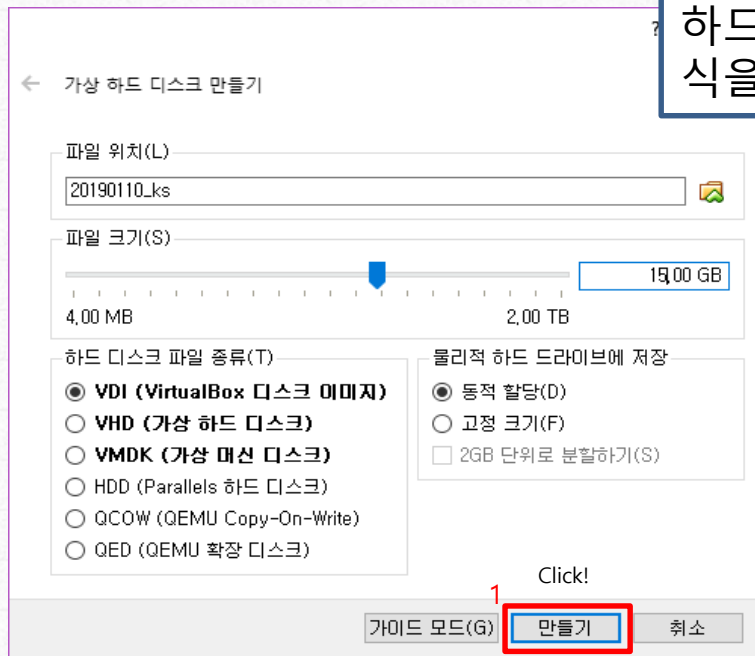 하드
식을
?
← 가상 하드 디스크 만들기
파일 위치(L)
20190110_ks
파일 크기(S)
15,00 GB
4,00 MB 2,00 TB
하드 디스크 파일 종류(T)
VDI (VirtualBox 디스크 이미지)
VHD (가상 하드 디스크)
VMDK (가상 머신 디스크)
HDD (Parallels 하드 디스크)
QCOW (QEMU Copy-On-Write)
QED (QEMU 확장 디스크)
물리적 하드 드라이브에 저장
동적 할당(D)
고정 크기(F)
2GB 단위로 분할하기(S)
Click!
1
가이드 모드(G) 만들기 취소